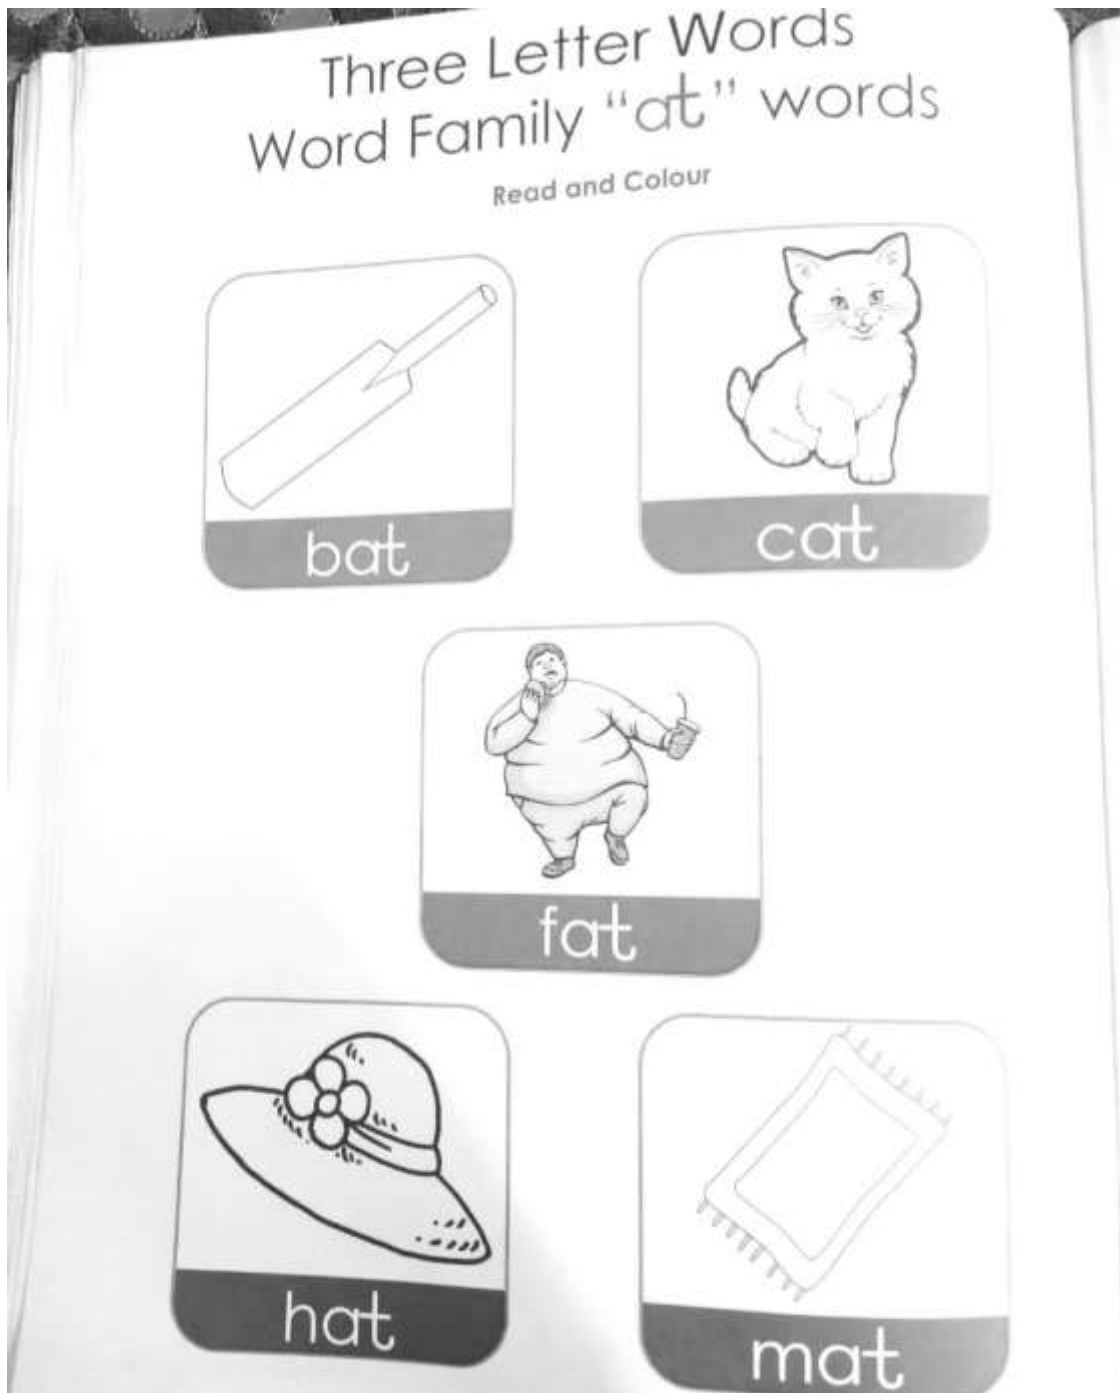 Three Letter Words
Word Family “at” words
Read and Colour
bat
cat
fat
hat
mat